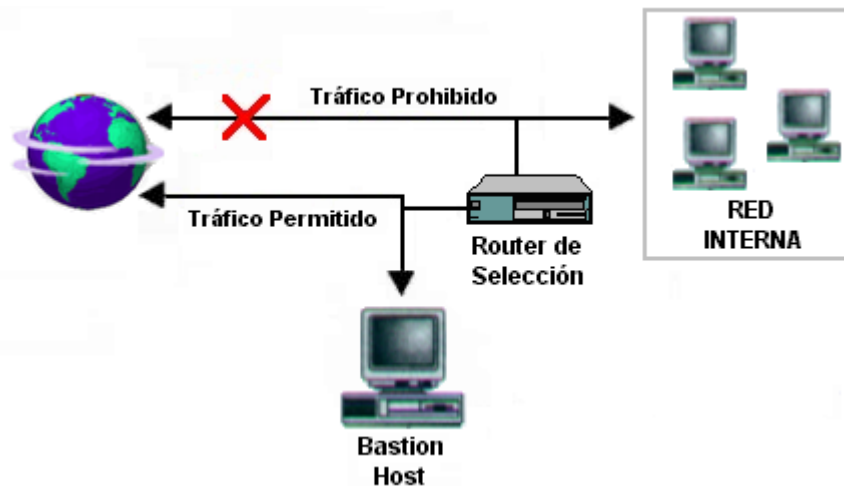 Tráfico Prohibido
Tráfico Permitido
Router de
Selección
RED
INTERNA
Bastion
Host